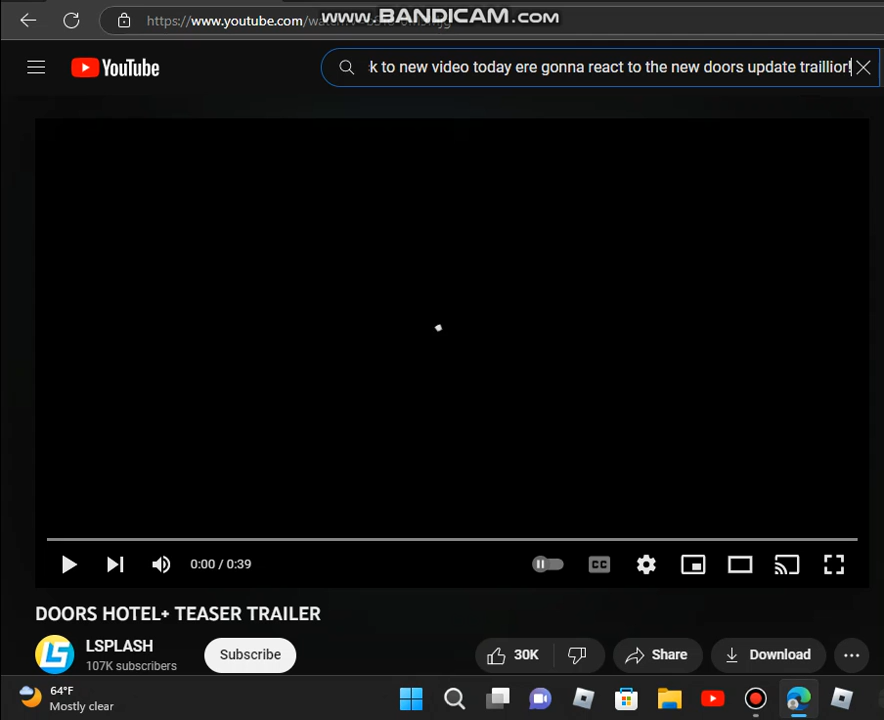 www.BANDICAM.com
https://www.youtube.com/
YouTube
k to new video today ere gonna react to the new doors update traillior!
0:00 / 0:39
CC
DOORS HOTEL+ TEASER TRAILER
LSPLASH
107K subscribers
Subscribe
30K
Share
Download
64°F
Mostly clear